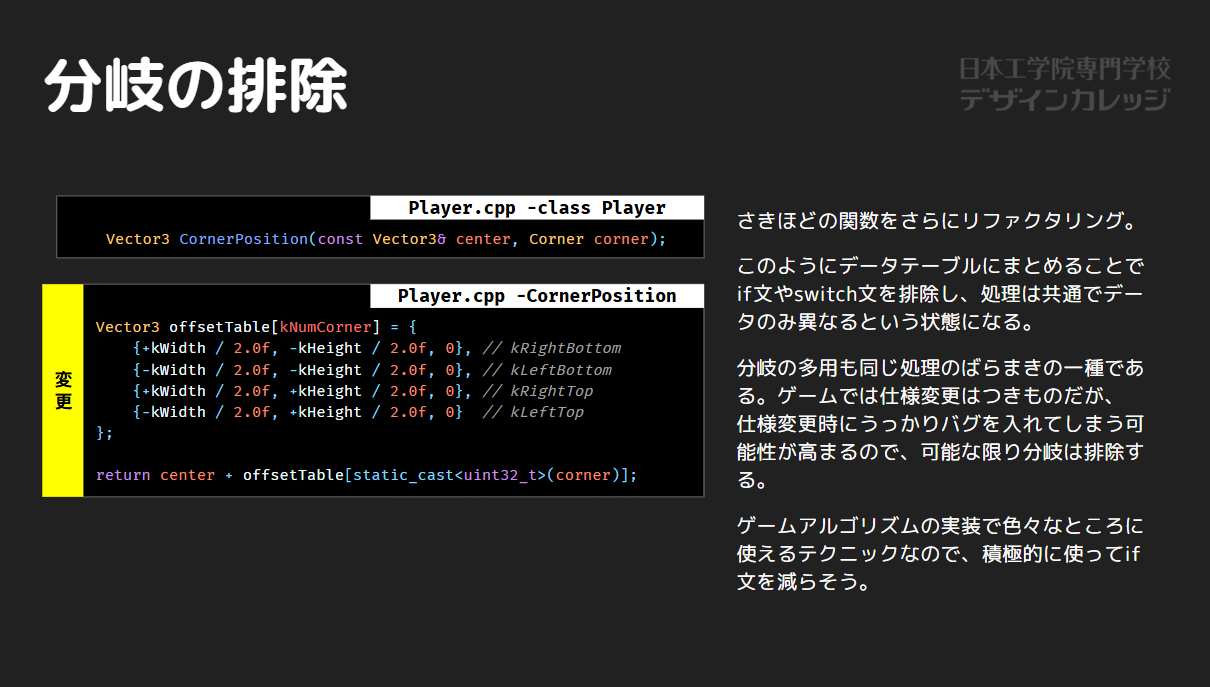 分岐の排除
日本工学院専門学校
デザインカレッジ
Player.cpp -class Player
Vector3 CornerPosition(const Vector3& center, Corner corner);
変更
Player.cpp -CornerPosition
Vector3 offsetTable[kNumCorner] = {
{+kWidth / 2.0f, -kHeight / 2.0f, 0}, // kRightBottom
{-kWidth / 2.0f, -kHeight / 2.0f, 0}, // kLeftBottom
{+kWidth / 2.0f, +kHeight / 2.0f, 0}, // kRightTop
{-kWidth / 2.0f, +kHeight / 2.0f, 0}  // kLeftTop
};
return center + offsetTable[static_cast<uint32_t>(corner)];
さきほどの関数をさらにリファクタリング。
このようにデータテーブルにまとめることで
if文やswitch文を排除し、処理は共通でデー
タのみ異なるという状態になる。
分岐の多用も同じ処理のばらまきの一種であ
る。ゲームでは仕様変更はつきものだが、
仕様変更時にうっかりバグを入れてしまう可
能性が高まるので、可能な限り分岐は排除す
る。
ゲームアルゴリズムの実装で色々なところに
使えるテクニックなので、積極的に使ってif
文を減らそう。